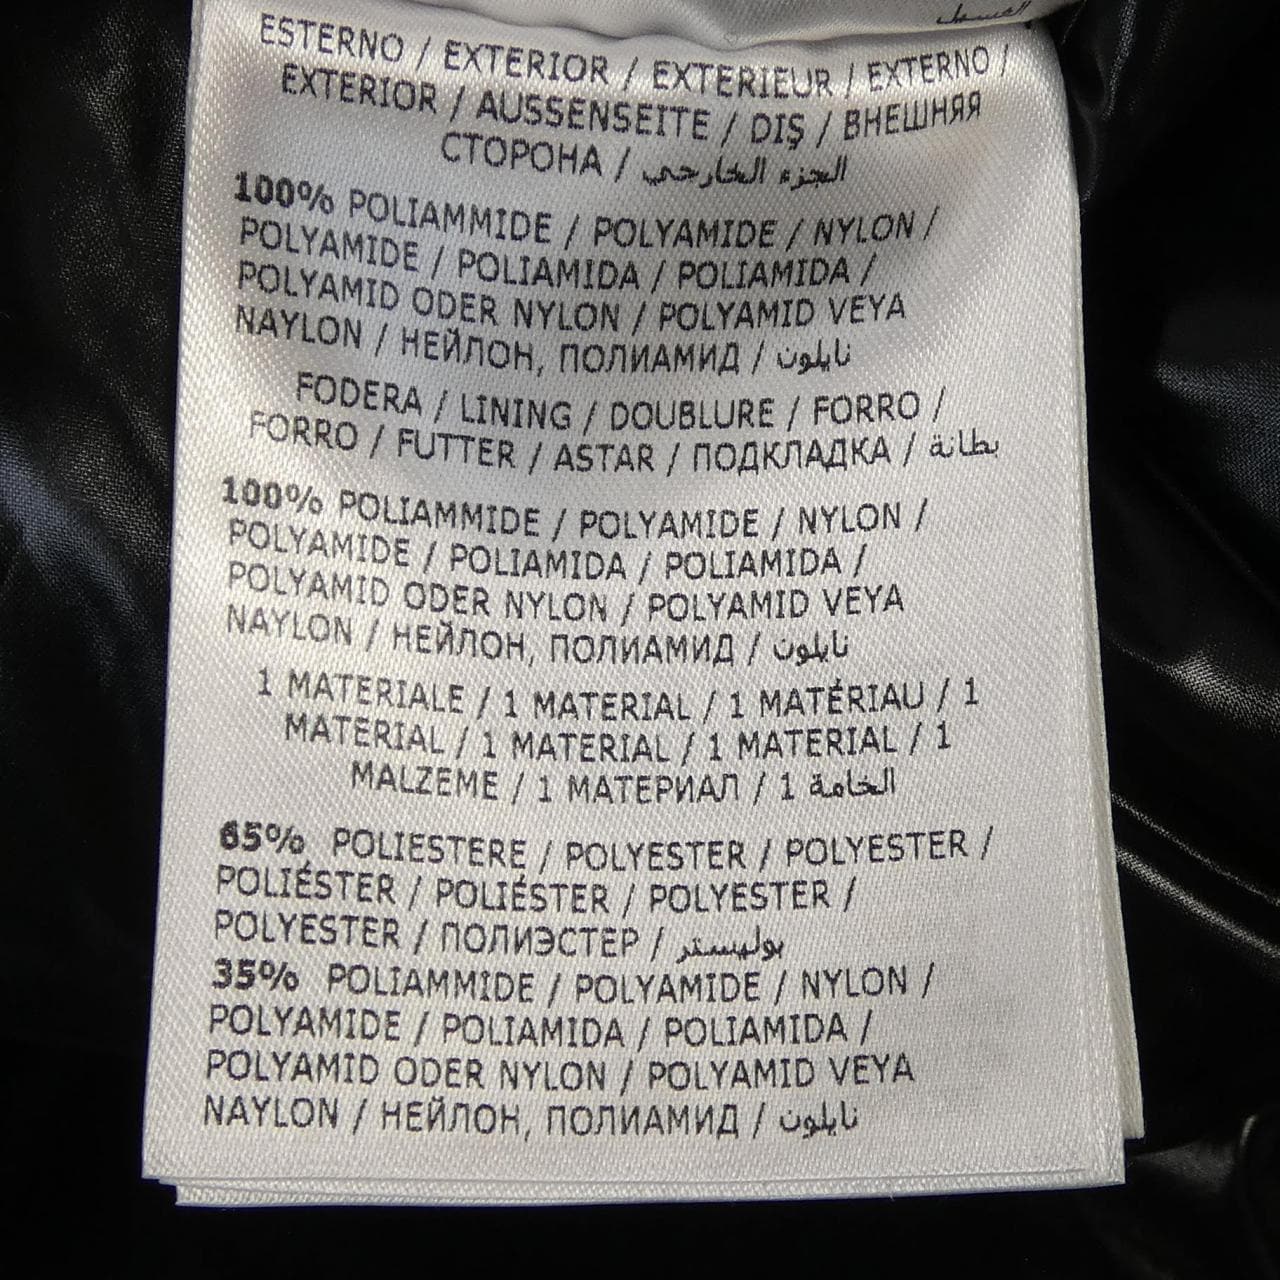 الغسيل
ESTERNO / EXTERIOR / EXTERIEUR / EXTERNO /
EXTERIOR / AUSSENSEITE / DIŞ / ВНЕШНЯЯ
СТОРОНА / الجزء الخارجي
100% POLIAMMIDE / POLYAMIDE / NYLON /
POLYAMIDE / POLIAMIDA / POLIAMIDA /
POLYAMID ODER NYLON / POLYAMID VEYA
NAYLON / НЕЙЛОН, ПОЛИАМИД / نايلون
FODERA / LINING / DOUBLURE / FORRO /
FORRO / FUTTER / ASTAR / ПОДКЛАДКА / بطانة
100% POLIAMMIDE / POLYAMIDE / NYLON /
POLYAMIDE / POLIAMIDA / POLIAMIDA /
POLYAMID ODER NYLON / POLYAMID VEYA
NAYLON / НЕЙЛОН, ПОЛИАМИД / نايلون
1 MATERIALE / 1 MATERIAL / 1 MATÉRIAU / 1
MATERIAL / 1 MATERIAL / 1 MATERIAL / 1
MALZEME / 1 МАТЕРИАЛ / 1 الخامة
65% POLIESTERE / POLYESTER / POLYESTER /
POLIÉSTER / POLIÉSTER / POLYESTER /
POLYESTER / ПОЛИЭСТЕР / بوليستر
35% POLIAMMIDE / POLYAMIDE / NYLON /
POLYAMIDE / POLIAMIDA / POLIAMIDA /
POLYAMID ODER NYLON / POLYAMID VEYA
NAYLON / НЕЙЛОН, ПОЛИАМИД / نايلون